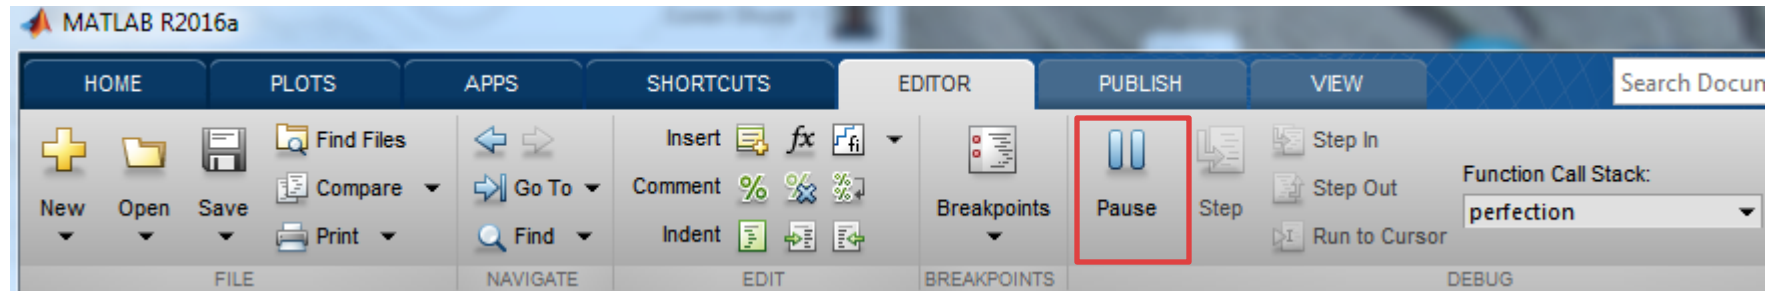 MATLAB R2016a
HOME PLOTS APPS SHORTCUTS EDITOR PUBLISH VIEW Search Docum
New
Open
Save
Find Files
Compare
Print
FILE
Go To
Find
NAVIGATE
Insert fx fi
Comment
Indent
EDIT
Breakpoints
BREAKPOINTS
Pause
Step
Step In
Step Out
Run to Cursor
Function Call Stack:
perfection
DEBUG